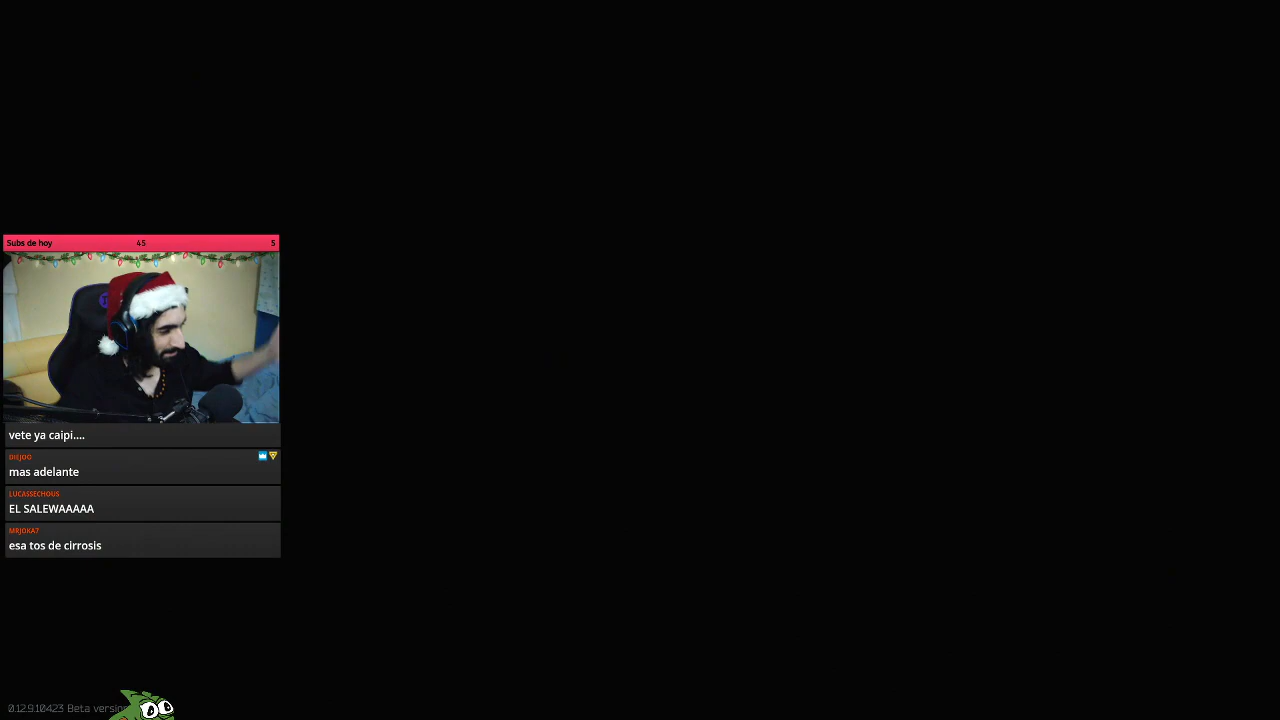 Subs de hoy 45 5
vete ya caipi....
DIEJOO
mas adelante
LUCASSECHOUS
EL SALEWAAAAA
MRJOKA7
esa tos de cirrosis
0.12.9.10423 Beta version